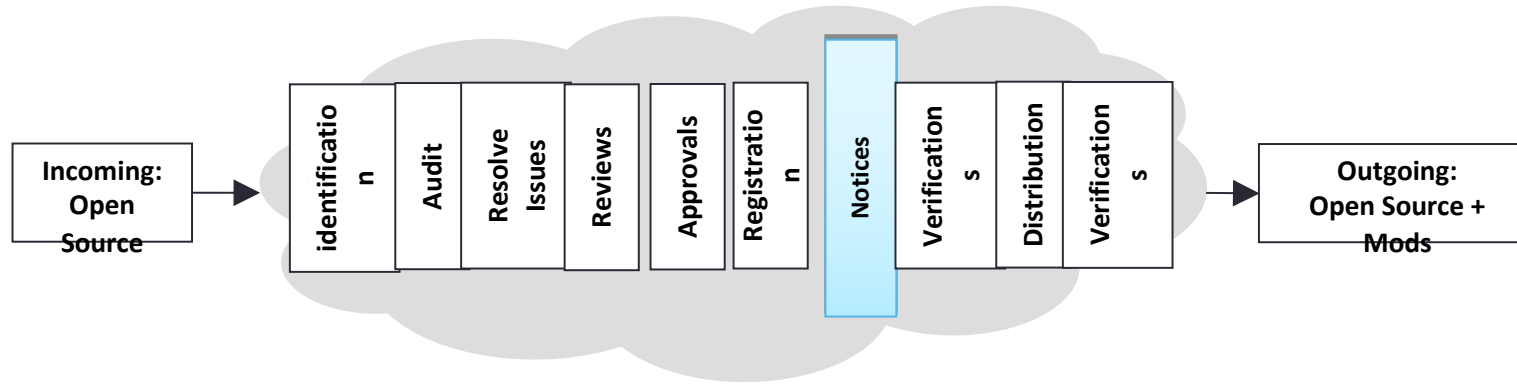 Incoming:
Open
Source
identificatio
n
Audit
Resolve
Issues
Reviews
Approvals
Registratio
n
Notices
Verification
s
Distribution
Verification
s
Outgoing:
Open Source +
Mods